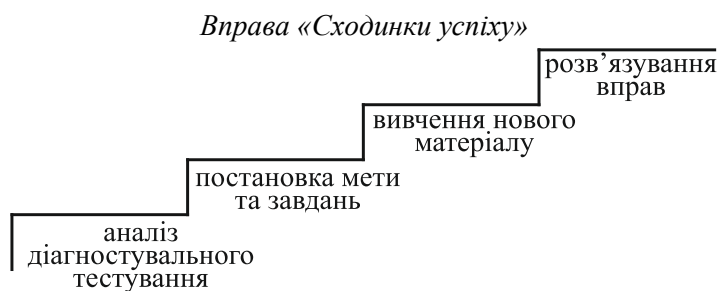 Вправа «Сходинки успіху»
розв’язування
вправ
вивчення нового
матеріалу
постановка мети
та завдань
аналіз
діагностувального
тестування